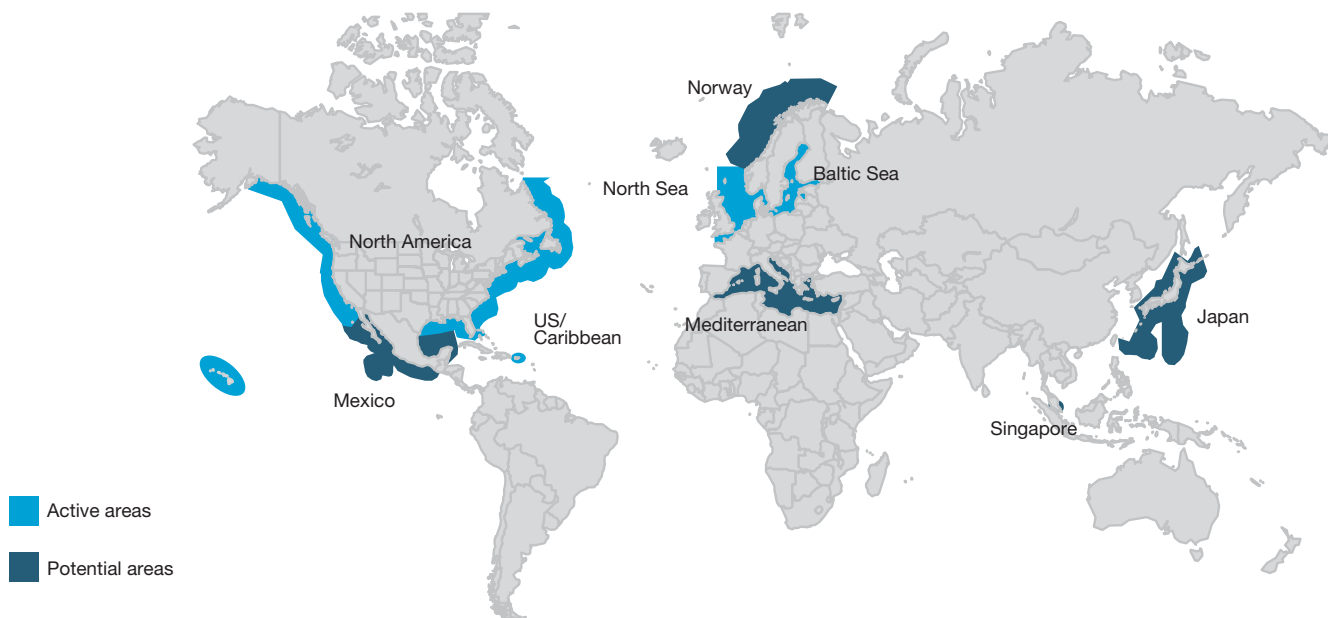 Norway
Baltic Sea
North Sea
North America
US/
Caribbean
Mediterranean
Japan
Mexico
Singapore
Active areas
Potential areas